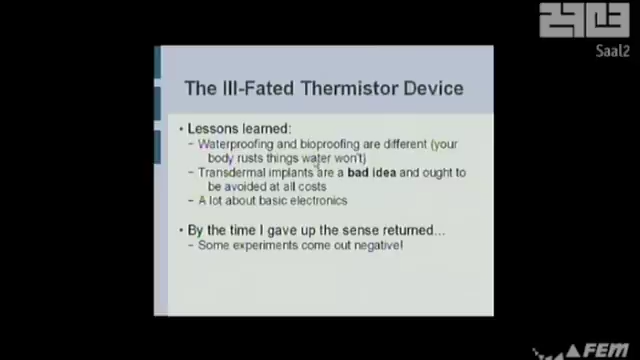 Saal2
The Ill-Fated Thermistor Device
• Lessons learned:
– Waterproofing and bioproofing are different (your
body rusts things water won't)
– Transdermal implants are a bad idea and ought to
be avoided at all costs
– A lot about basic electronics
• By the time I gave up the sense returned...
– Some experiments come out negative!
FEM